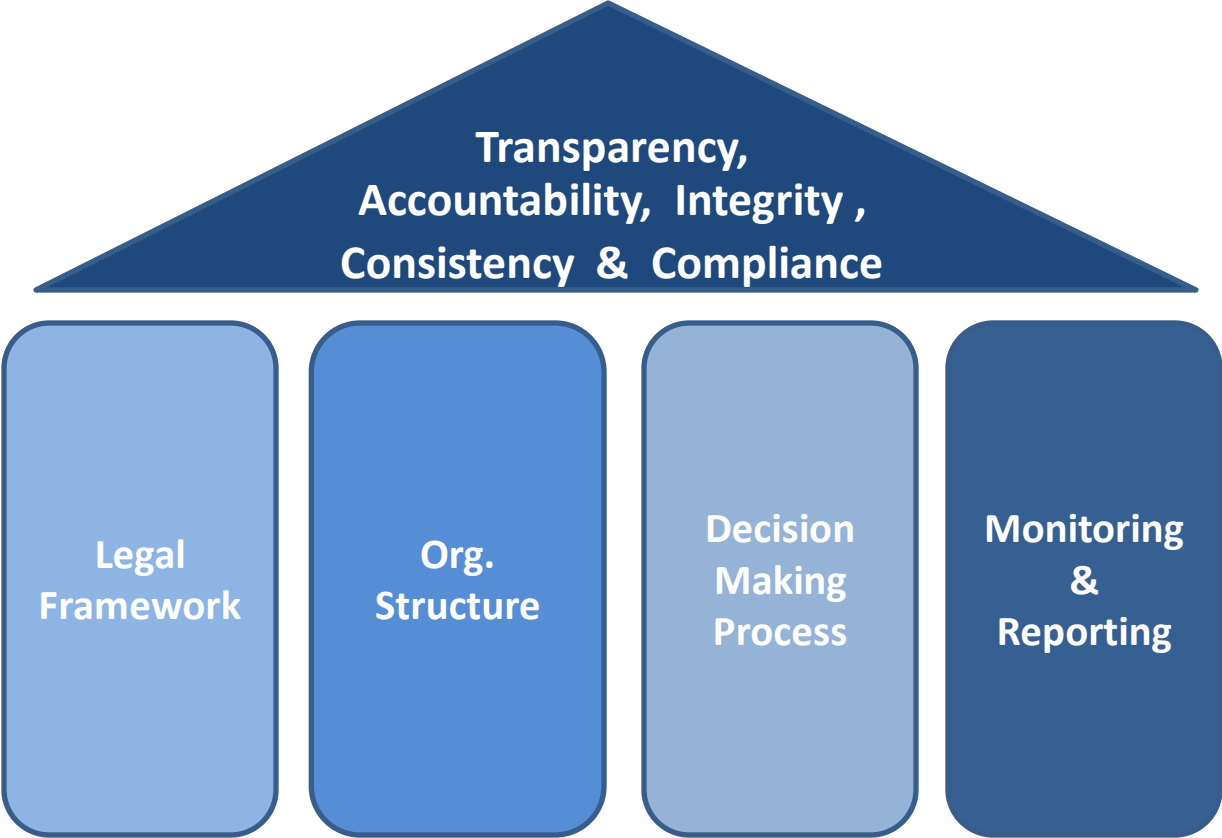 Transparency,
Accountability, Integrity ,
Consistency & Compliance
Legal
Framework
Org.
Structure
Decision
Making
Process
Monitoring
&
Reporting